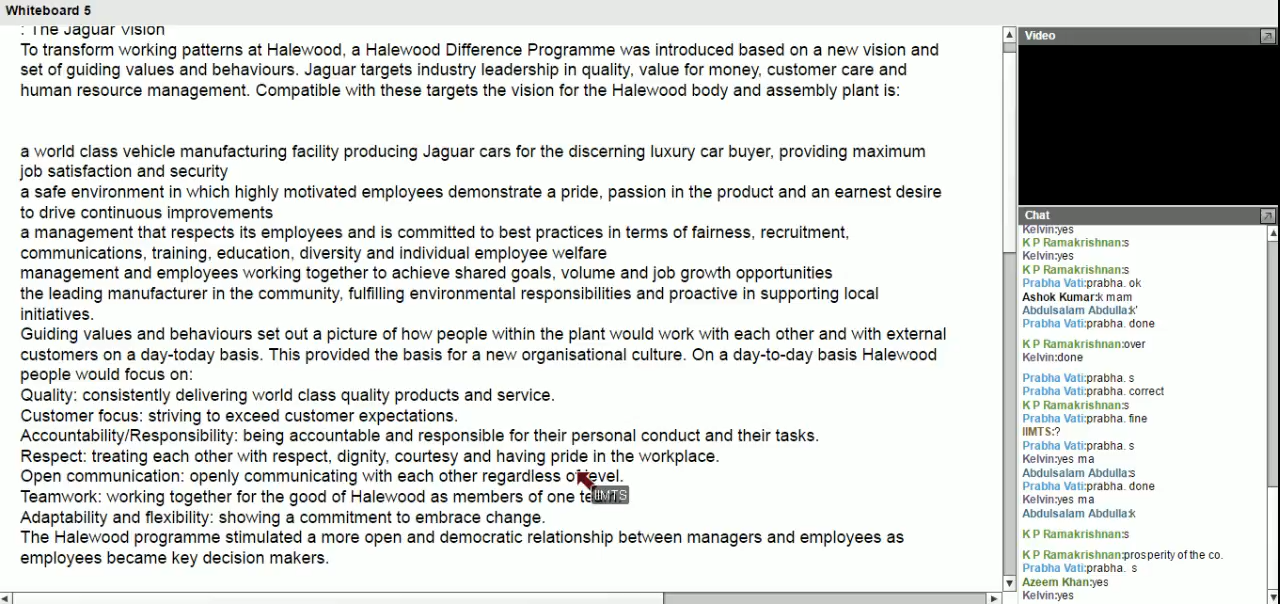 Whiteboard 5
: The Jaguar Vision
To transform working patterns at Halewood, a Halewood Difference Programme was introduced based on a new vision and
set of guiding values and behaviours. Jaguar targets industry leadership in quality, value for money, customer care and
human resource management. Compatible with these targets the vision for the Halewood body and assembly plant is:
a world class vehicle manufacturing facility producing Jaguar cars for the discerning luxury car buyer, providing maximum
job satisfaction and security
a safe environment in which highly motivated employees demonstrate a pride, passion in the product and an earnest desire
to drive continuous improvements
a management that respects its employees and is committed to best practices in terms of fairness, recruitment,
communications, training, education, diversity and individual employee welfare
management and employees working together to achieve shared goals, volume and job growth opportunities
the leading manufacturer in the community, fulfilling environmental responsibilities and proactive in supporting local
initiatives.
Guiding values and behaviours set out a picture of how people within the plant would work with each other and with external
customers on a day-today basis. This provided the basis for a new organisational culture. On a day-to-day basis Halewood
people would focus on:
Quality: consistently delivering world class quality products and service.
Customer focus: striving to exceed customer expectations.
Accountability/Responsibility: being accountable and responsible for their personal conduct and their tasks.
Respect: treating each other with respect, dignity, courtesy and having pride in the workplace.
Open communication: openly communicating with each other regardless of level.
Teamwork: working together for the good of Halewood as members of one
IIMTS
Adaptability and flexibility: showing a commitment to embrace change.
The Halewood programme stimulated a more open and democratic relationship between managers and employees as
employees became key decision makers.
Video
Chat
Kelvin:yes
K P Ramakrishnan:s
Kelvin:yes
K P Ramakrishnan:s
Prabha Vati:prabha. ok
Ashok Kumar:k mam
Abdulsalam Abdulla:k'
Prabha Vati:prabha. done
K P Ramakrishnan:over
Kelvin:done
Prabha Vati:prabha. s
Prabha Vati:prabha. correct
K P Ramakrishnan:s
Prabha Vati:prabha. fine
IIMTS:?
Prabha Vati:prabha. s
Kelvin:yes ma
Abdulsalam Abdulla:s
Prabha Vati:prabha. done
Kelvin:yes ma
Abdulsalam Abdulla:k
K P Ramakrishnan:s
K P Ramakrishnan:prosperity of the co.
Prabha Vati:prabha. s
Azeem Khan:yes
Kelvin:yes